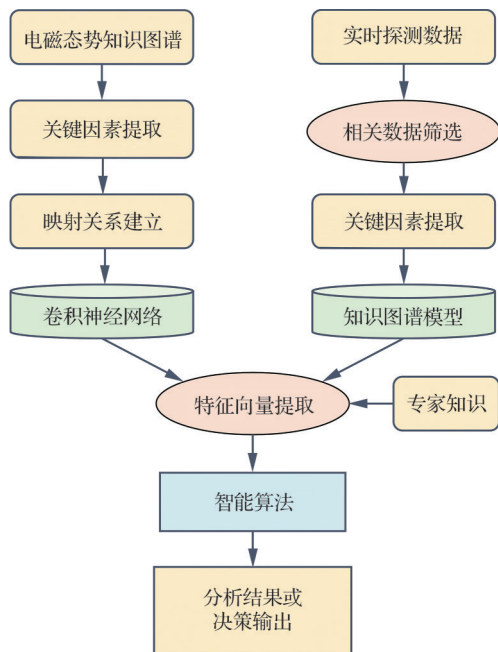 电磁态势知识图谱
关键因素提取
映射关系建立
卷积神经网络
实时探测数据
相关数据筛选
关键因素提取
知识图谱模型
特征向量提取
专家知识
智能算法
分析结果或
决策输出